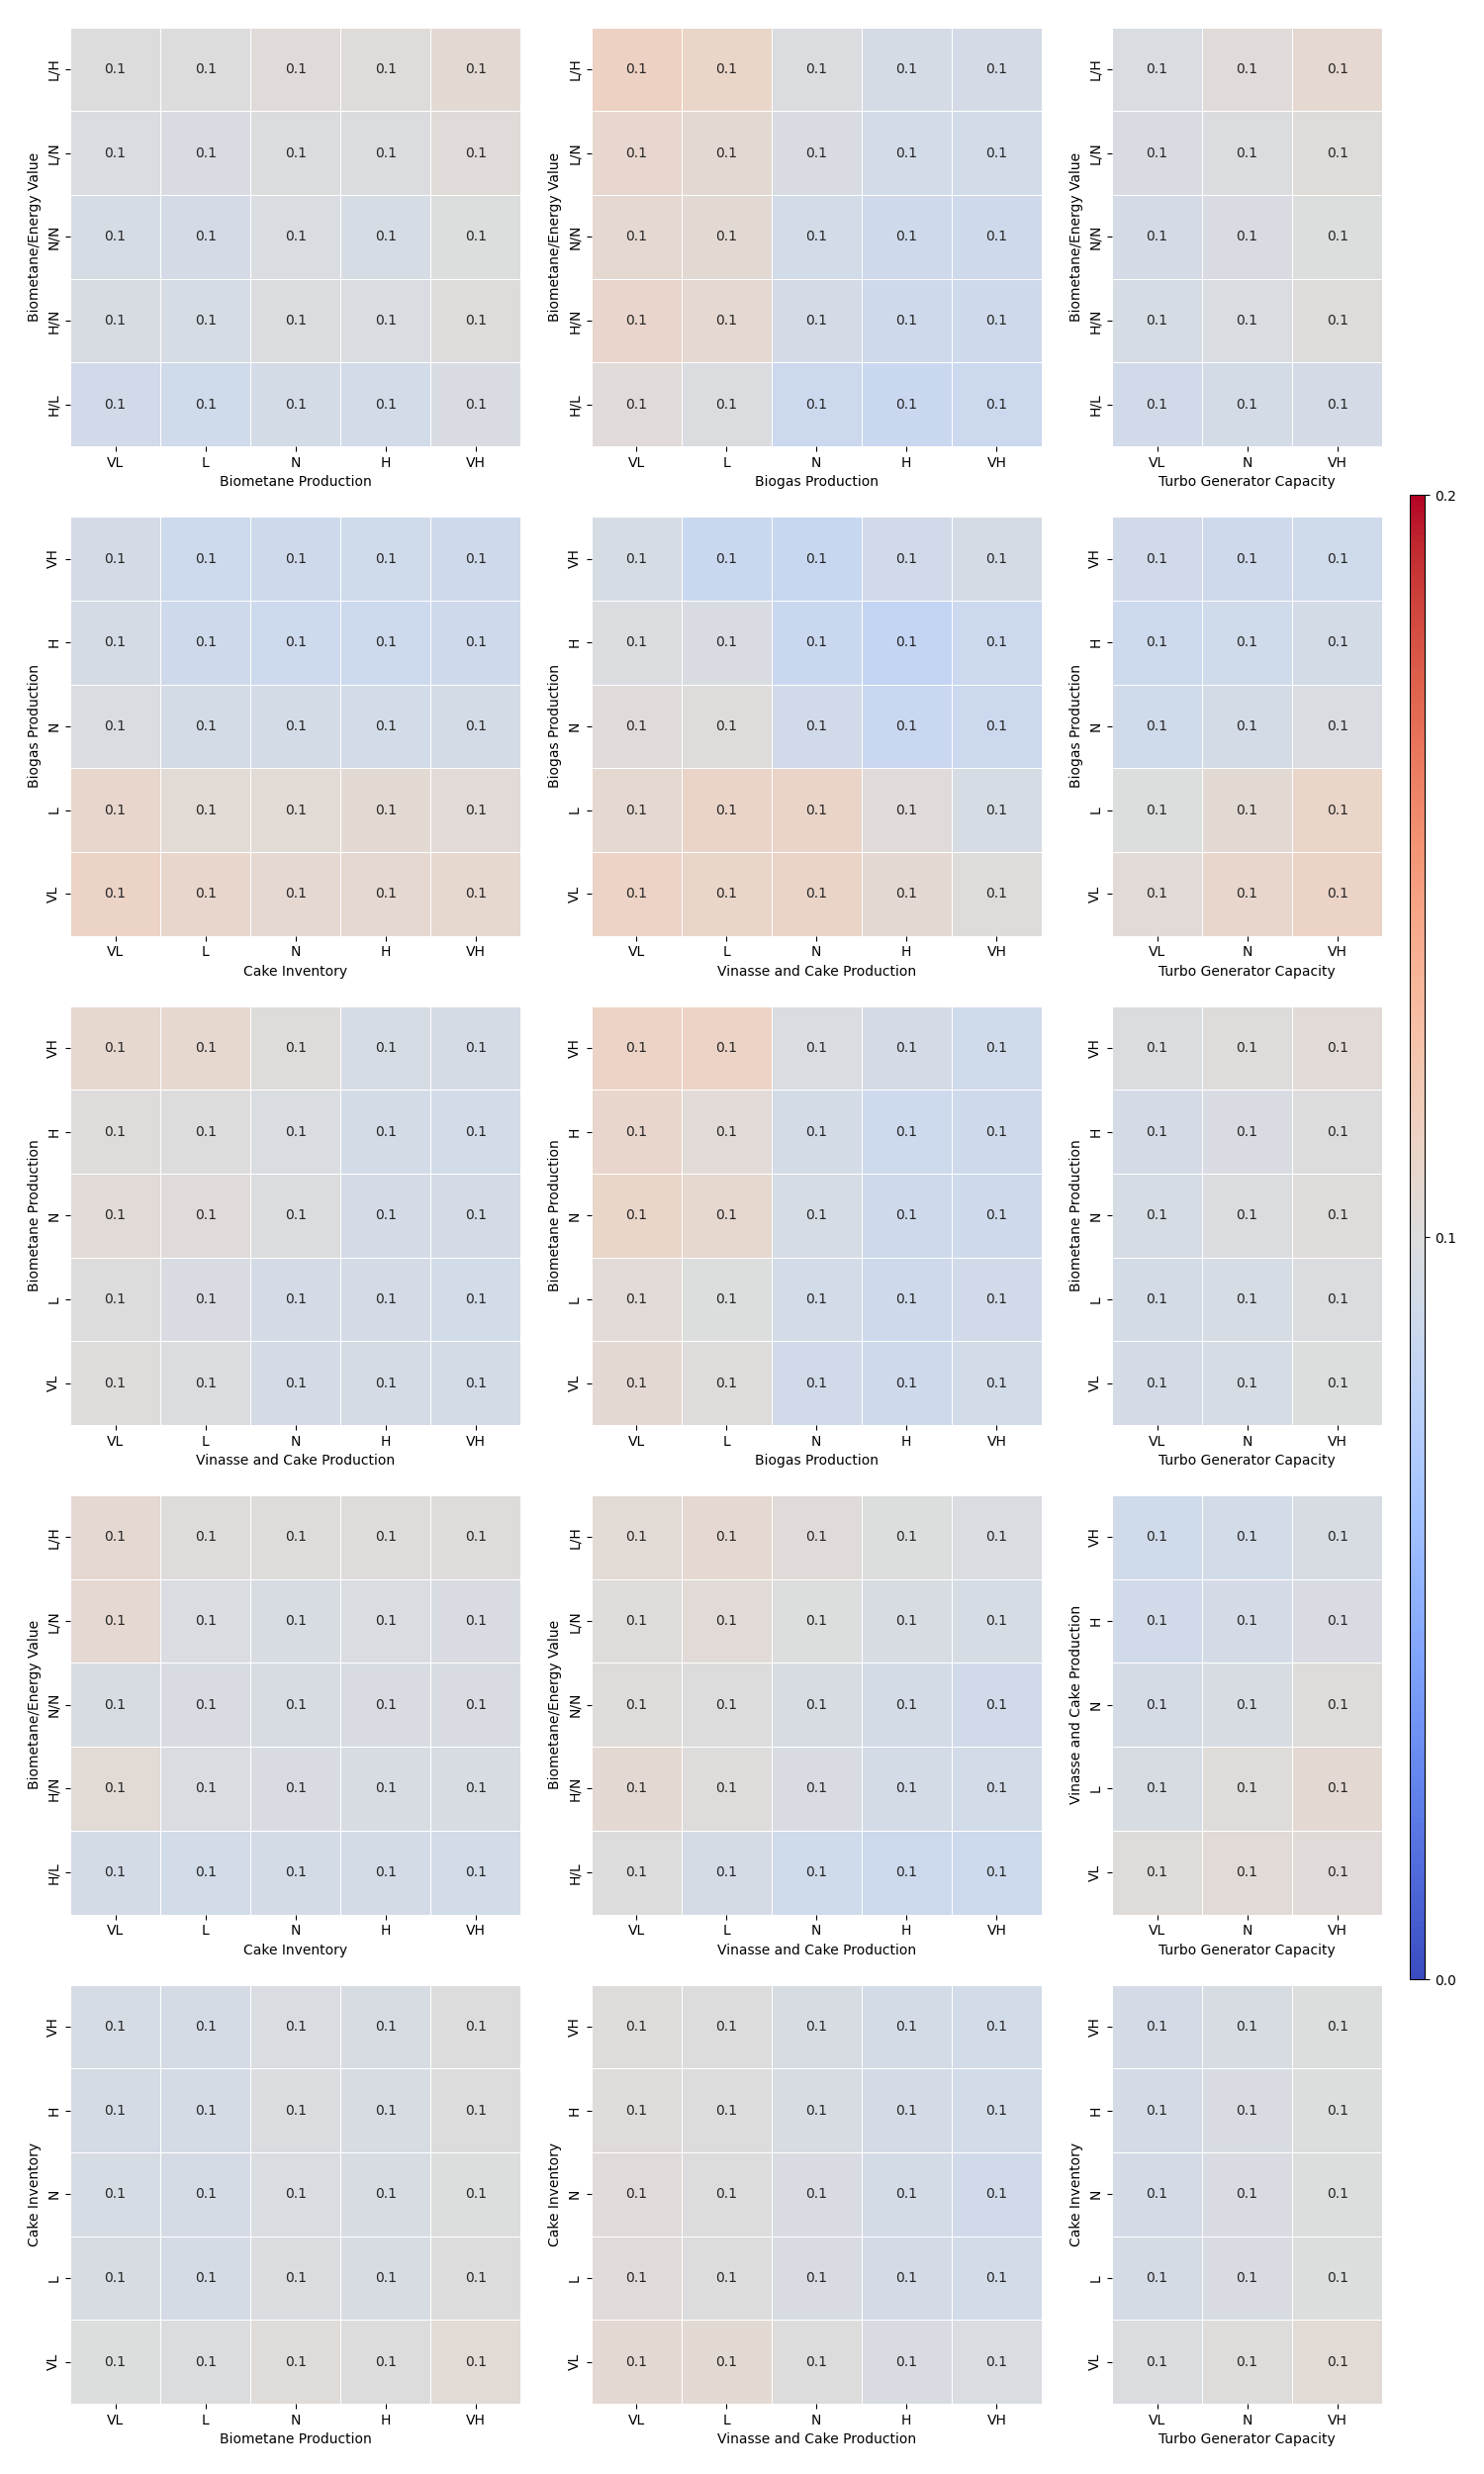 Biometane/Energy Value
L/H 0.1 0.1 0.1 0.1 0.1
L/N 0.1 0.1 0.1 0.1 0.1
N/N 0.1 0.1 0.1 0.1 0.1
H/N 0.1 0.1 0.1 0.1 0.1
H/L 0.1 0.1 0.1 0.1 0.1
VL L N H VH
Biometane Production
Biometane/Energy Value
L/H 0.1 0.1 0.1 0.1 0.1
L/N 0.1 0.1 0.1 0.1 0.1
N/N 0.1 0.1 0.1 0.1 0.1
H/N 0.1 0.1 0.1 0.1 0.1
H/L 0.1 0.1 0.1 0.1 0.1
VL L N H VH
Biogas Production
Biometane/Energy Value
L/H 0.1 0.1 0.1
L/N 0.1 0.1 0.1
N/N 0.1 0.1 0.1
H/N 0.1 0.1 0.1
H/L 0.1 0.1 0.1
VL N VH
Turbo Generator Capacity
Biogas Production
VH 0.1 0.1 0.1 0.1 0.1
H 0.1 0.1 0.1 0.1 0.1
N 0.1 0.1 0.1 0.1 0.1
L 0.1 0.1 0.1 0.1 0.1
VL 0.1 0.1 0.1 0.1 0.1
VL L N H VH
Cake Inventory
Biogas Production
VH 0.1 0.1 0.1 0.1 0.1
H 0.1 0.1 0.1 0.1 0.1
N 0.1 0.1 0.1 0.1 0.1
L 0.1 0.1 0.1 0.1 0.1
VL 0.1 0.1 0.1 0.1 0.1
VL L N H VH
Vinasse and Cake Production
Biogas Production
VH 0.1 0.1 0.1
H 0.1 0.1 0.1
N 0.1 0.1 0.1
L 0.1 0.1 0.1
VL 0.1 0.1 0.1
VL N VH
Turbo Generator Capacity
Biometane Production
VH 0.1 0.1 0.1 0.1 0.1
H 0.1 0.1 0.1 0.1 0.1
N 0.1 0.1 0.1 0.1 0.1
L 0.1 0.1 0.1 0.1 0.1
VL 0.1 0.1 0.1 0.1 0.1
VL L N H VH
Vinasse and Cake Production
Biometane Production
VH 0.1 0.1 0.1 0.1 0.1
H 0.1 0.1 0.1 0.1 0.1
N 0.1 0.1 0.1 0.1 0.1
L 0.1 0.1 0.1 0.1 0.1
VL 0.1 0.1 0.1 0.1 0.1
VL L N H VH
Biogas Production
Biometane Production
VH 0.1 0.1 0.1
H 0.1 0.1 0.1
N 0.1 0.1 0.1
L 0.1 0.1 0.1
VL 0.1 0.1 0.1
VL N VH
Turbo Generator Capacity
Biometane/Energy Value
L/H 0.1 0.1 0.1 0.1 0.1
L/N 0.1 0.1 0.1 0.1 0.1
N/N 0.1 0.1 0.1 0.1 0.1
H/N 0.1 0.1 0.1 0.1 0.1
H/L 0.1 0.1 0.1 0.1 0.1
VL L N H VH
Cake Inventory
Biometane/Energy Value
L/H 0.1 0.1 0.1 0.1 0.1
L/N 0.1 0.1 0.1 0.1 0.1
N/N 0.1 0.1 0.1 0.1 0.1
H/N 0.1 0.1 0.1 0.1 0.1
H/L 0.1 0.1 0.1 0.1 0.1
VL L N H VH
Vinasse and Cake Production
Vinasse and Cake Production
VH 0.1 0.1 0.1
H 0.1 0.1 0.1
N 0.1 0.1 0.1
L 0.1 0.1 0.1
VL 0.1 0.1 0.1
VL N VH
Turbo Generator Capacity
Cake Inventory
VH 0.1 0.1 0.1 0.1 0.1
H 0.1 0.1 0.1 0.1 0.1
N 0.1 0.1 0.1 0.1 0.1
L 0.1 0.1 0.1 0.1 0.1
VL 0.1 0.1 0.1 0.1 0.1
VL L N H VH
Biometane Production
Cake Inventory
VH 0.1 0.1 0.1 0.1 0.1
H 0.1 0.1 0.1 0.1 0.1
N 0.1 0.1 0.1 0.1 0.1
L 0.1 0.1 0.1 0.1 0.1
VL 0.1 0.1 0.1 0.1 0.1
VL L N H VH
Vinasse and Cake Production
Cake Inventory
VH 0.1 0.1 0.1
H 0.1 0.1 0.1
N 0.1 0.1 0.1
L 0.1 0.1 0.1
VL 0.1 0.1 0.1
VL N VH
Turbo Generator Capacity
0.2
0.1
0.0